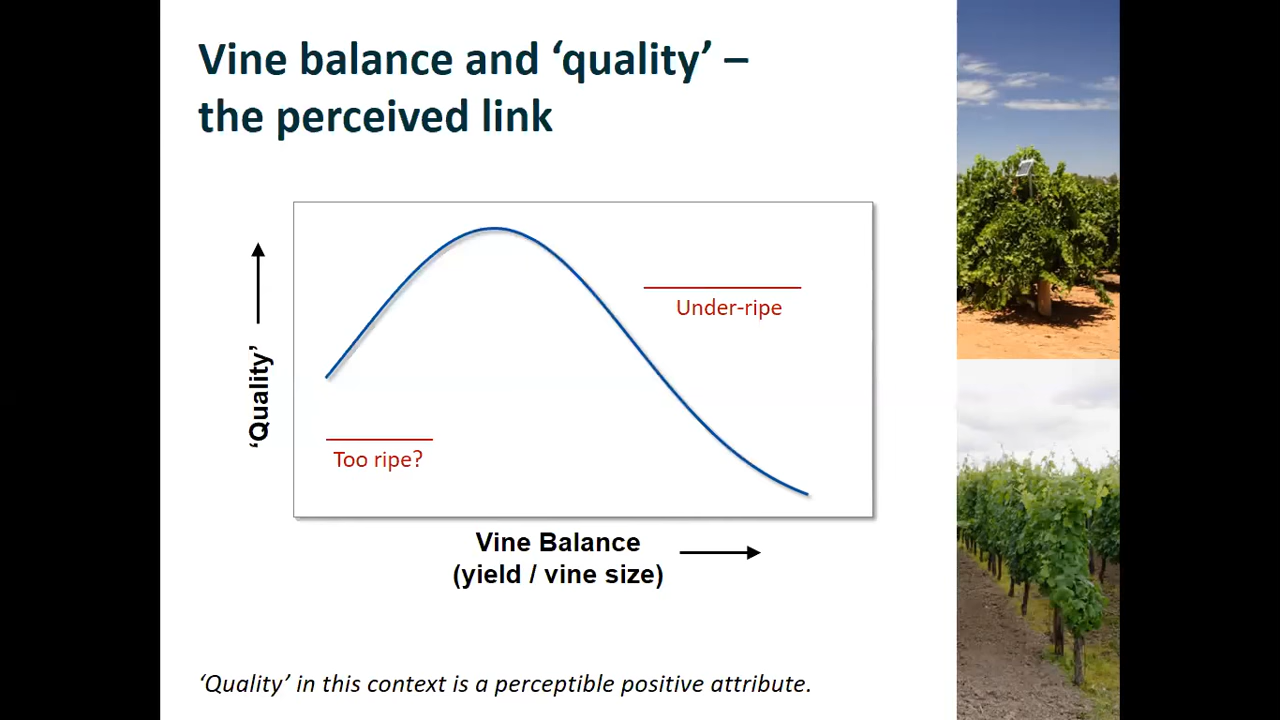 Vine balance and ‘quality’ –
the perceived link
‘Quality’
Under-ripe
Too ripe?
Vine Balance
(yield / vine size)
‘Quality’ in this context is a perceptible positive attribute.